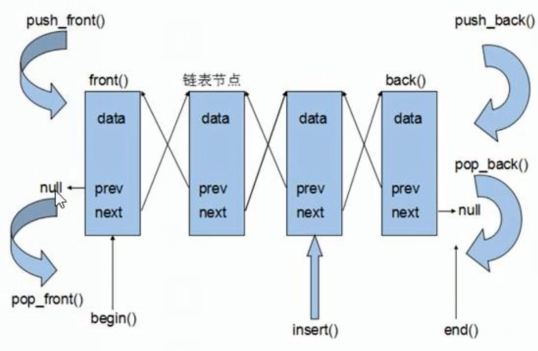 push_front()
push_back()
front()
链表节点
back()
data
data
data
data
pop_back()
null
prev
prev
prev
prev
next
next
next
next
null
pop_front()
begin()
insert()
end()